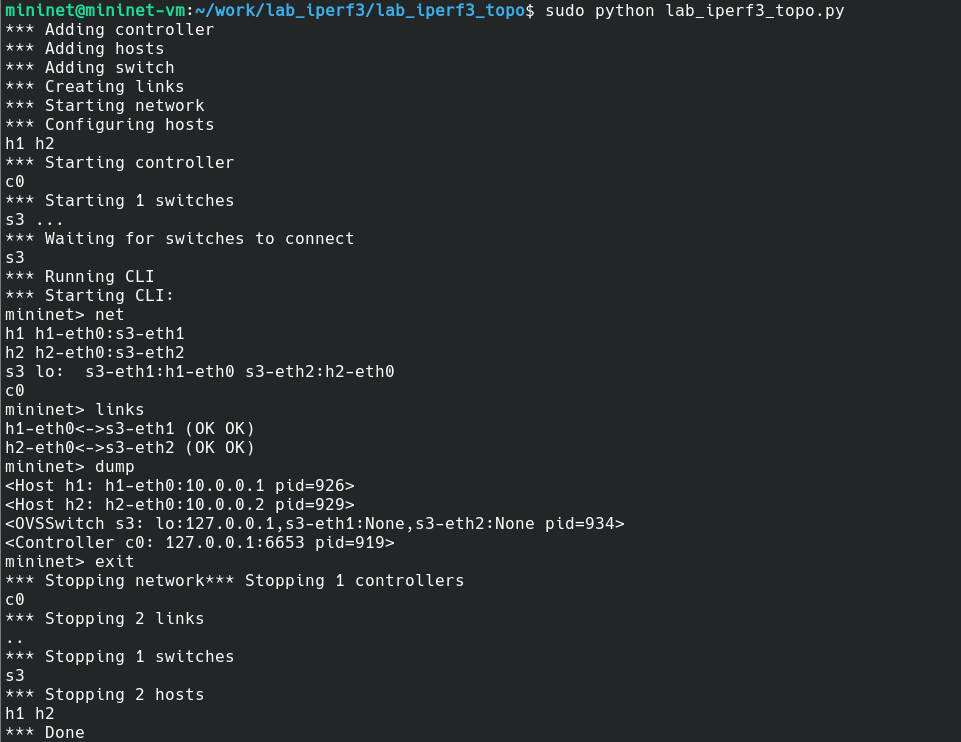 mininet@mininet-vm:~/work/lab_iperf3/lab_iperf3_topo$ sudo python lab_iperf3_topo.py
*** Adding controller
*** Adding hosts
*** Adding switch
*** Creating links
*** Starting network
*** Configuring hosts
h1 h2
*** Starting controller
c0
*** Starting 1 switches
s3 ...
*** Waiting for switches to connect
s3
*** Running CLI
*** Starting CLI:
mininet> net
h1 h1-eth0:s3-eth1
h2 h2-eth0:s3-eth2
s3 lo:  s3-eth1:h1-eth0 s3-eth2:h2-eth0
c0
mininet> links
h1-eth0<->s3-eth1 (OK OK)
h2-eth0<->s3-eth2 (OK OK)
mininet> dump
<Host h1: h1-eth0:10.0.0.1 pid=926>
<Host h2: h2-eth0:10.0.0.2 pid=929>
<OVSSwitch s3: lo:127.0.0.1,s3-eth1:None,s3-eth2:None pid=934>
<Controller c0: 127.0.0.1:6653 pid=919>
mininet> exit
*** Stopping network*** Stopping 1 controllers
c0
*** Stopping 2 links
..
*** Stopping 1 switches
s3
*** Stopping 2 hosts
h1 h2
*** Done